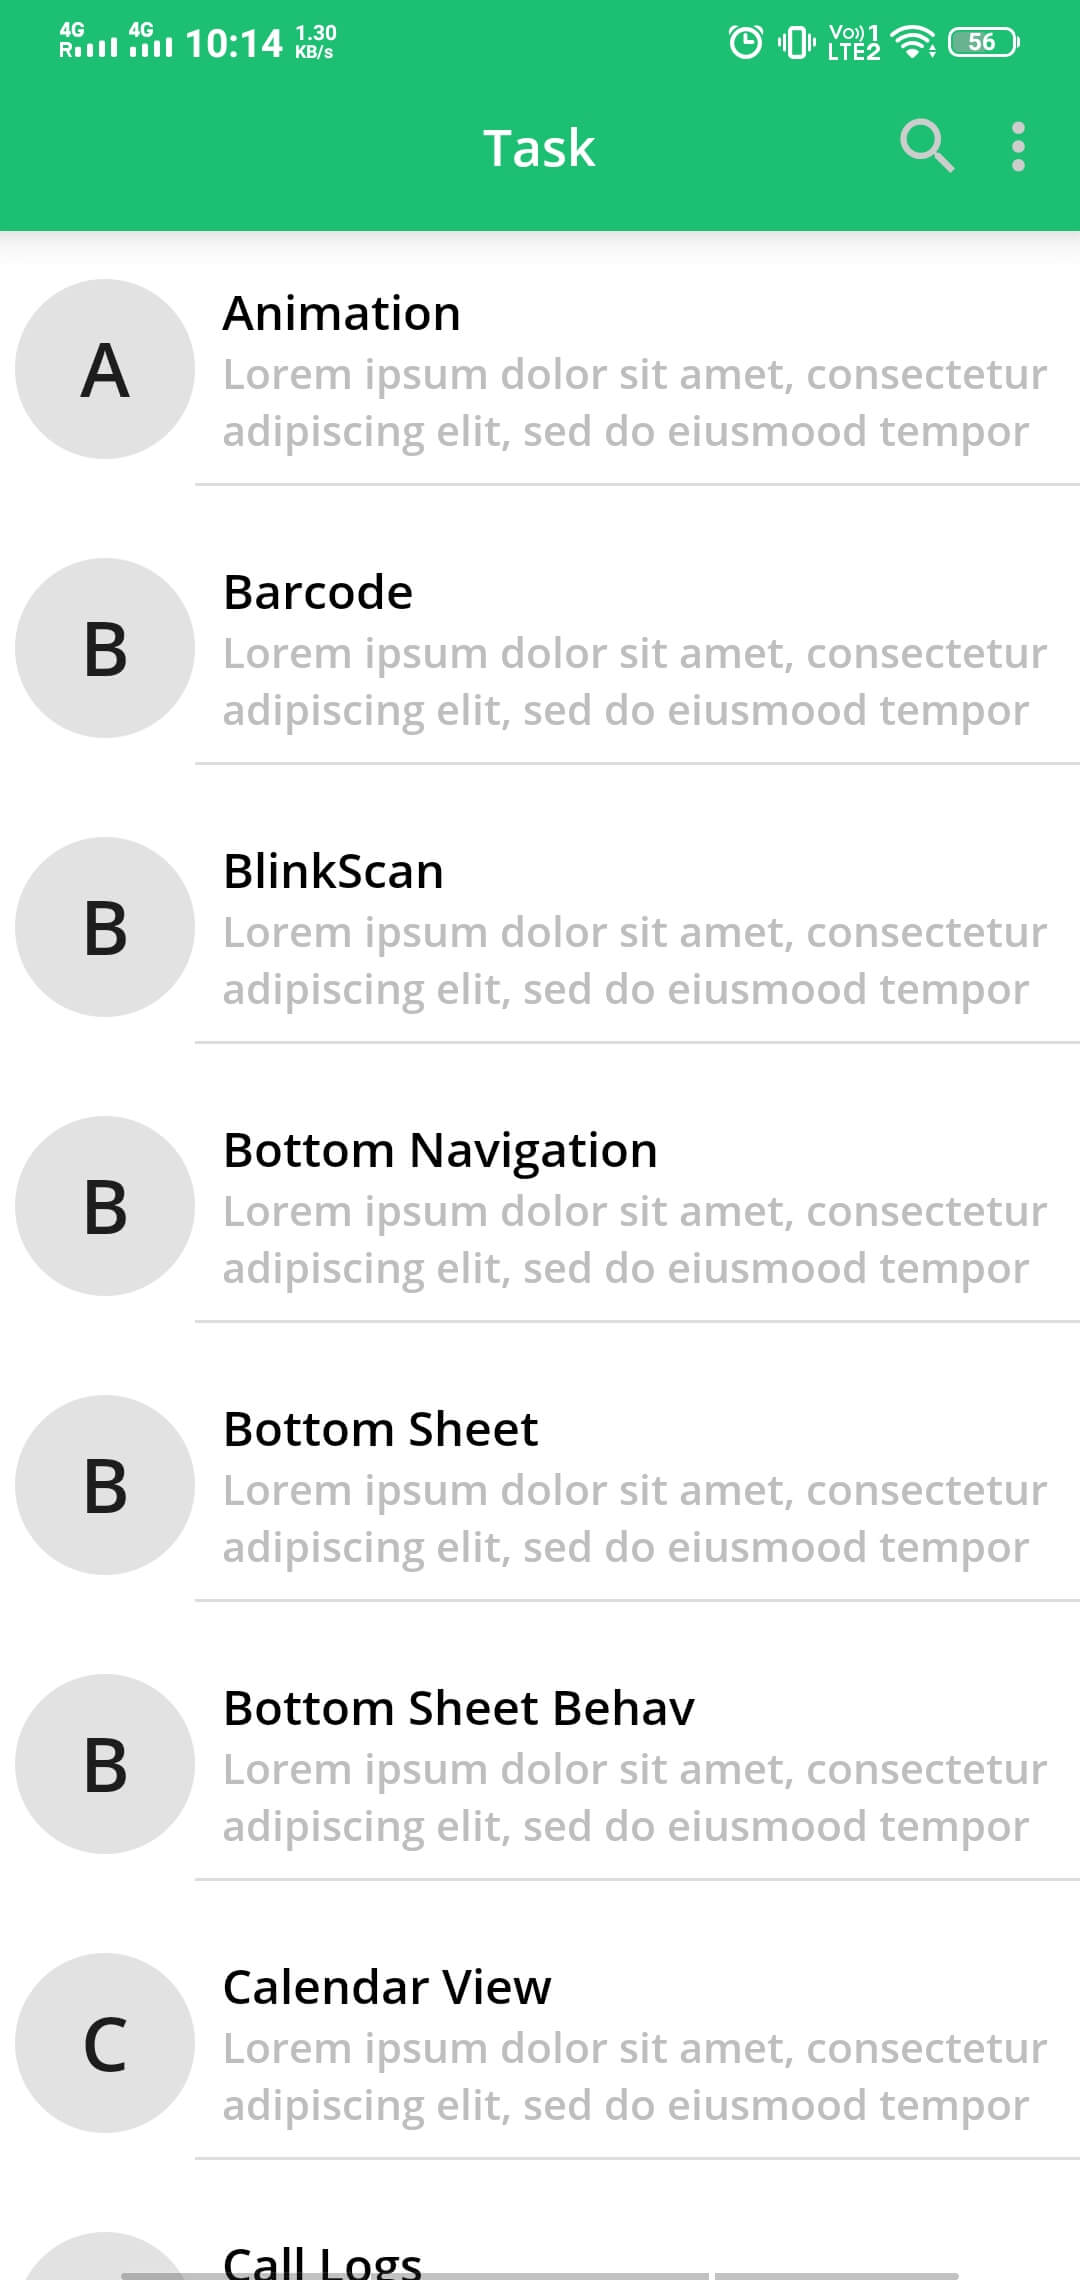 4G 4G 10:14 1.30
R KB/s
Vo)) 1
LTE2
56
Task
A
Animation
Lorem ipsum dolor sit amet, consectetur
adipiscing elit, sed do eiusmood tempor
B
Barcode
Lorem ipsum dolor sit amet, consectetur
adipiscing elit, sed do eiusmood tempor
B
BlinkScan
Lorem ipsum dolor sit amet, consectetur
adipiscing elit, sed do eiusmood tempor
B
Bottom Navigation
Lorem ipsum dolor sit amet, consectetur
adipiscing elit, sed do eiusmood tempor
B
Bottom Sheet
Lorem ipsum dolor sit amet, consectetur
adipiscing elit, sed do eiusmood tempor
B
Bottom Sheet Behav
Lorem ipsum dolor sit amet, consectetur
adipiscing elit, sed do eiusmood tempor
C
Calendar View
Lorem ipsum dolor sit amet, consectetur
adipiscing elit, sed do eiusmood tempor
Call Logs